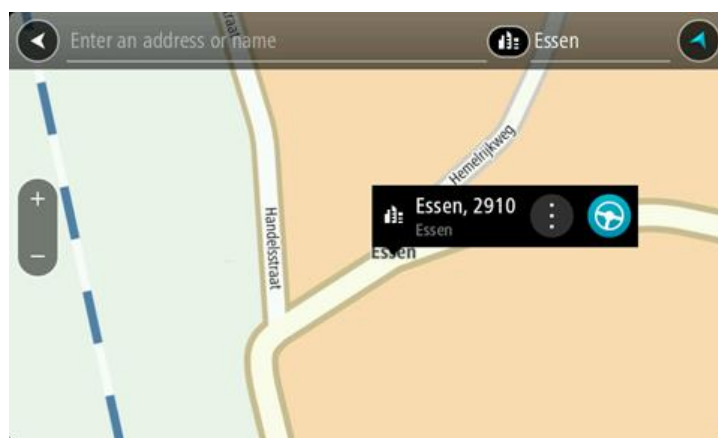 Enter an address or name
Essen
Hemelrijkweg
Essen, 2910
Essen
Essen
Handelsstraat
+
-